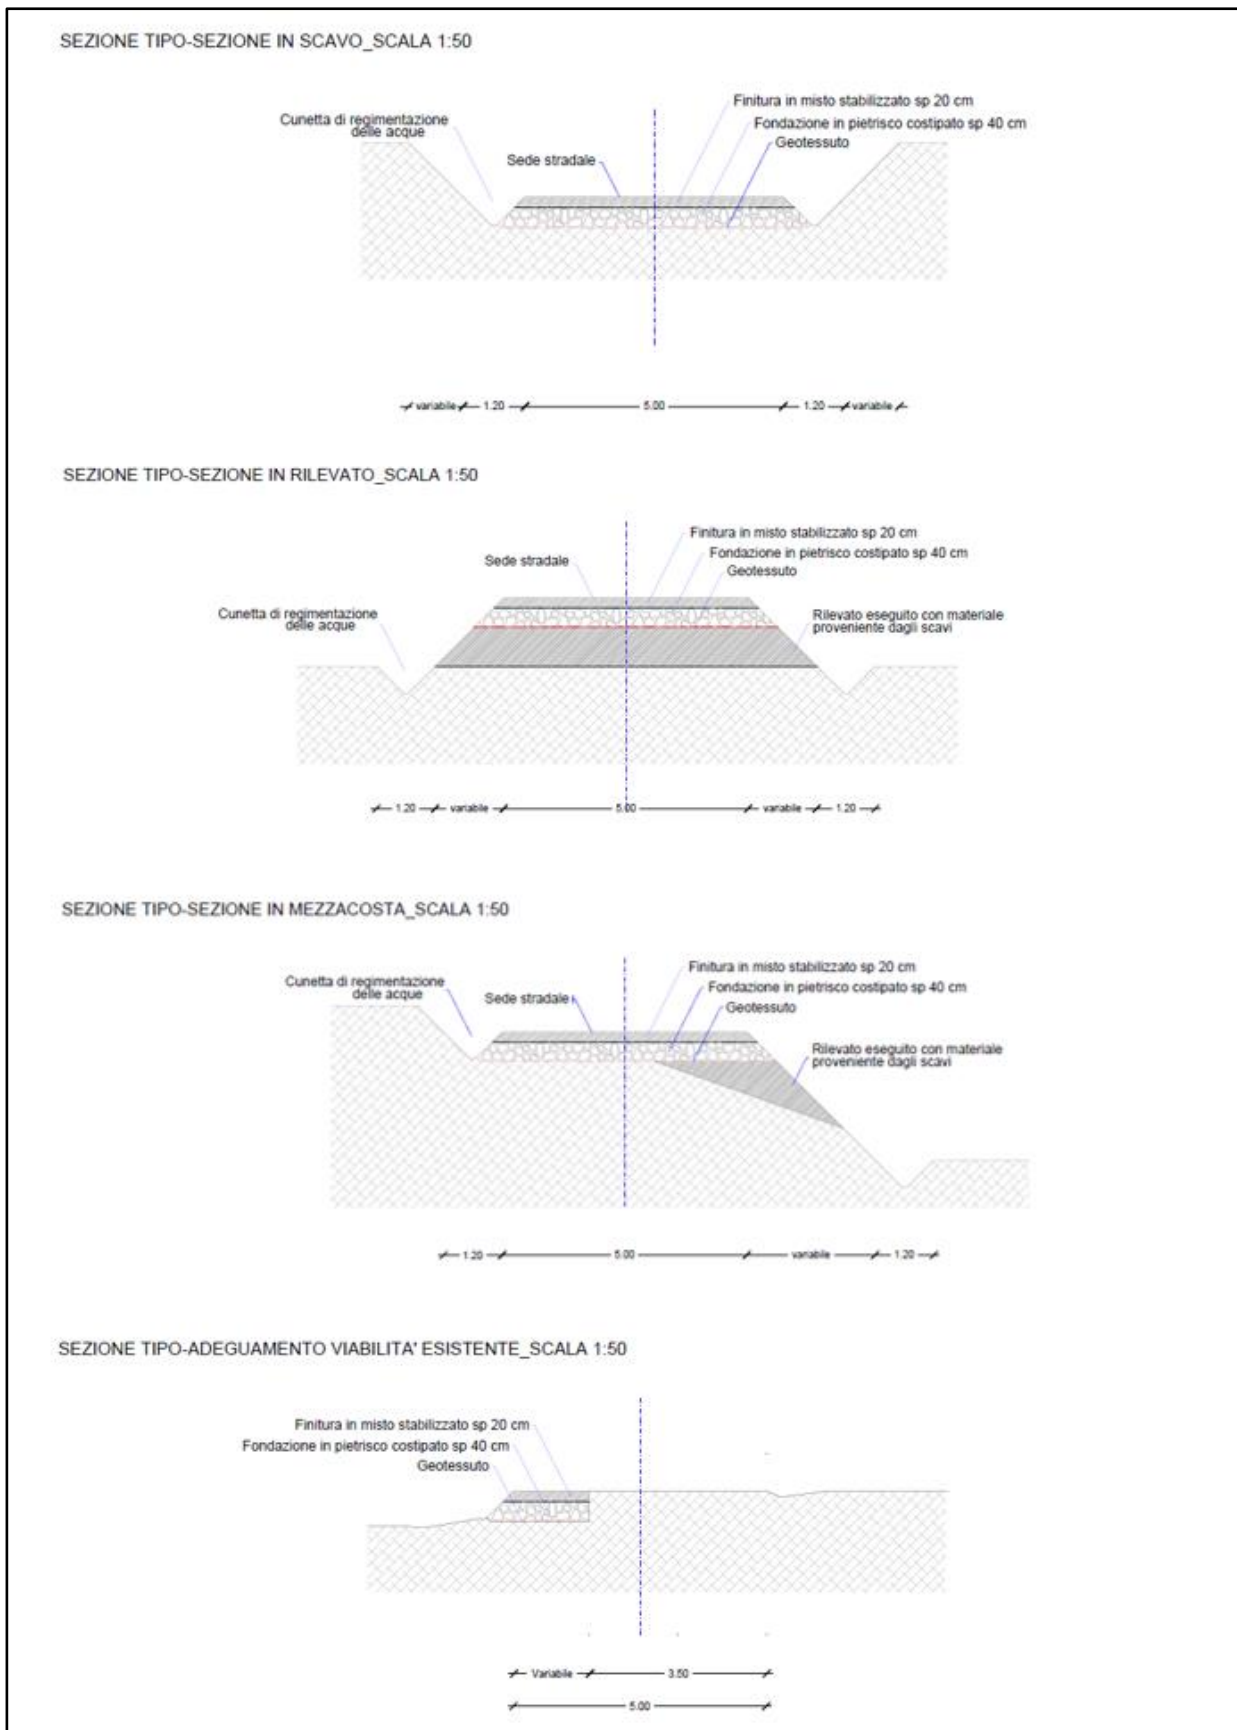 SEZIONE TIPO-SEZIONE IN SCAVO_SCALA 1:50
Finitura in misto stabilizzato sp 20 cm
Cunetta di regimentazione
delle acque
Fondazione in pietrisco costipato sp 40 cm
Geotessuto
Sede stradale
variabile 1.20 5.00 1.20 variabile
SEZIONE TIPO-SEZIONE IN RILEVATO_SCALA 1:50
Finitura in misto stabilizzato sp 20 cm
Fondazione in pietrisco costipato sp 40 cm
Sede stradale
Geotessuto
Cunetta di regimentazione
delle acque
Rilevato eseguito con materiale
proveniente dagli scavi
1.20 variabile 5.00 variabile 1.20
SEZIONE TIPO-SEZIONE IN MEZZACOSTA_SCALA 1:50
Finitura in misto stabilizzato sp 20 cm
Cunetta di regimentazione
delle acque
Fondazione in pietrisco costipato sp 40 cm
Sede stradale
Geotessuto
Rilevato eseguito con materiale
proveniente dagli scavi
1.20 5.00 variabile 1.20
SEZIONE TIPO-ADEGUAMENTO VIABILITA' ESISTENTE_SCALA 1:50
Finitura in misto stabilizzato sp 20 cm
Fondazione in pietrisco costipato sp 40 cm
Geotessuto
Variabile 3.50
5.00